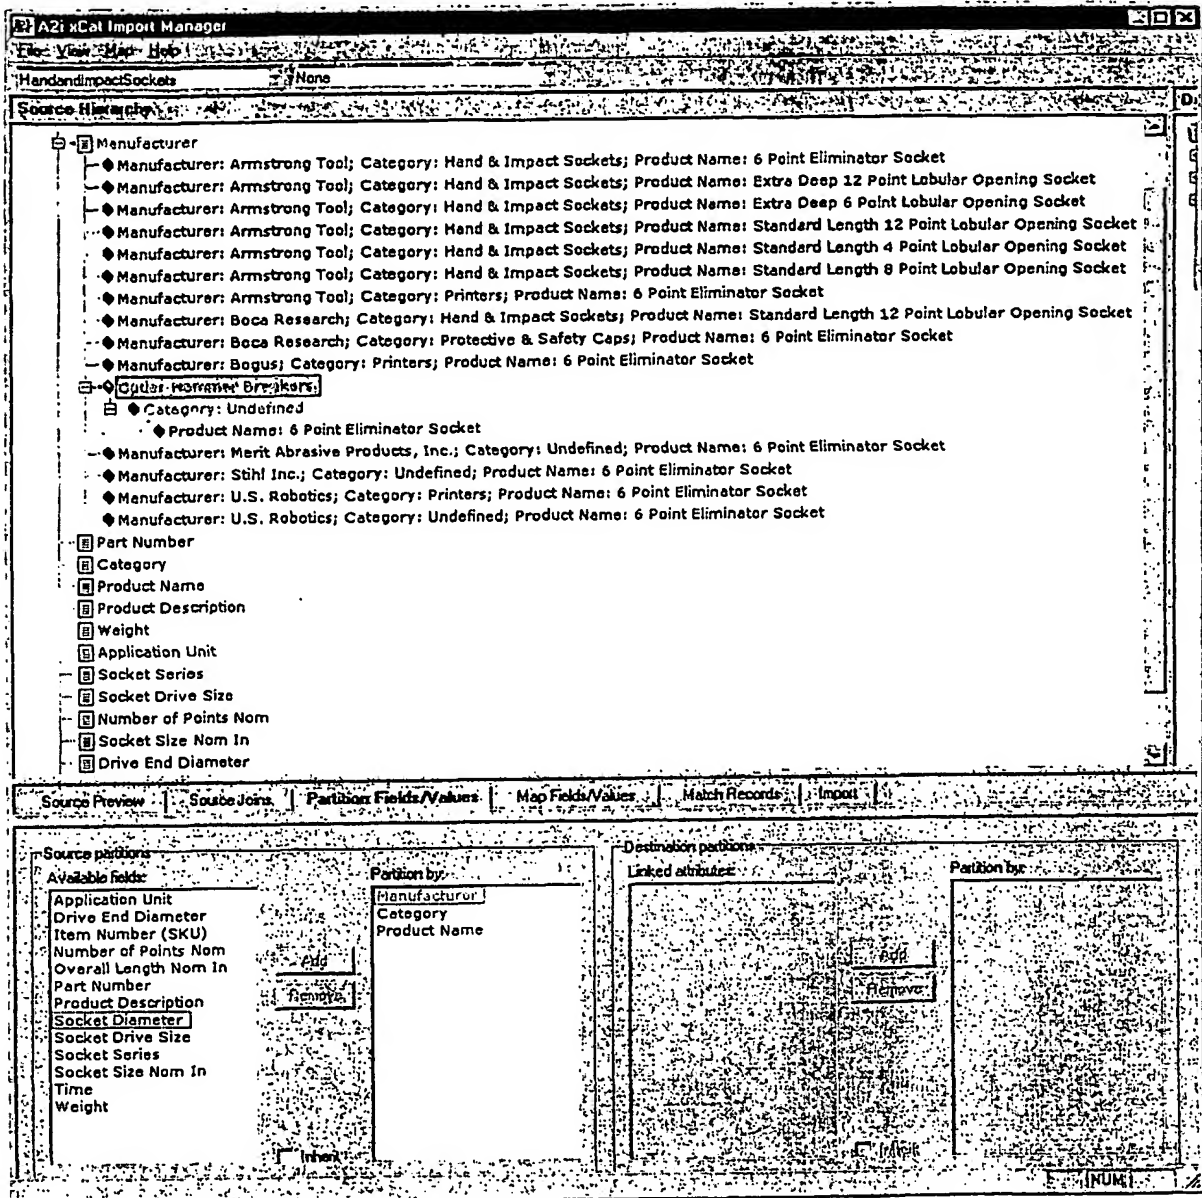 A2i xCat Import Manager
File View Map Help
HandandImpactSockets None
Source Hierarchy
Manufacturer
Manufacturer: Armstrong Tool; Category: Hand & Impact Sockets; Product Name: 6 Point Eliminator Socket
Manufacturer: Armstrong Tool; Category: Hand & Impact Sockets; Product Name: Extra Deep 12 Point Lobular Opening Socket
Manufacturer: Armstrong Tool; Category: Hand & Impact Sockets; Product Name: Extra Deep 6 Point Lobular Opening Socket
Manufacturer: Armstrong Tool; Category: Hand & Impact Sockets; Product Name: Standard Length 12 Point Lobular Opening Socket
Manufacturer: Armstrong Tool; Category: Hand & Impact Sockets; Product Name: Standard Length 4 Point Lobular Opening Socket
Manufacturer: Armstrong Tool; Category: Hand & Impact Sockets; Product Name: Standard Length 8 Point Lobular Opening Socket
Manufacturer: Armstrong Tool; Category: Printers; Product Name: 6 Point Eliminator Socket
Manufacturer: Boca Research; Category: Hand & Impact Sockets; Product Name: Standard Length 12 Point Lobular Opening Socket
Manufacturer: Boca Research; Category: Protective & Safety Caps; Product Name: 6 Point Eliminator Socket
Manufacturer: Bogus; Category: Printers; Product Name: 6 Point Eliminator Socket
Breakers
Category: Undefined
Product Name: 6 Point Eliminator Socket
Manufacturer: Merit Abrasive Products, Inc.; Category: Undefined; Product Name: 6 Point Eliminator Socket
Manufacturer: Stihl Inc.; Category: Undefined; Product Name: 6 Point Eliminator Socket
Manufacturer: U.S. Robotics; Category: Printers; Product Name: 6 Point Eliminator Socket
Manufacturer: U.S. Robotics; Category: Undefined; Product Name: 6 Point Eliminator Socket
Part Number
Category
Product Name
Product Description
Weight
Application Unit
Socket Series
Socket Drive Size
Number of Points Nom
Socket Size Nom In
Drive End Diameter
Source Preview Source Joins Partition Fields/Values Map Fields/Values Match Records Import
Source partitions
Available fields:
Application Unit
Drive End Diameter
Item Number (SKU)
Number of Points Nom
Overall Length Nom In
Part Number
Product Description
Socket Diameter
Socket Drive Size
Socket Series
Socket Size Nom In
Time
Weight
Add
Remove
Inherit
Partition by:
Manufacturer
Category
Product Name
Destination partitions
Linked attributes:
Add
Remove
Inherit
Partition by:
NUM